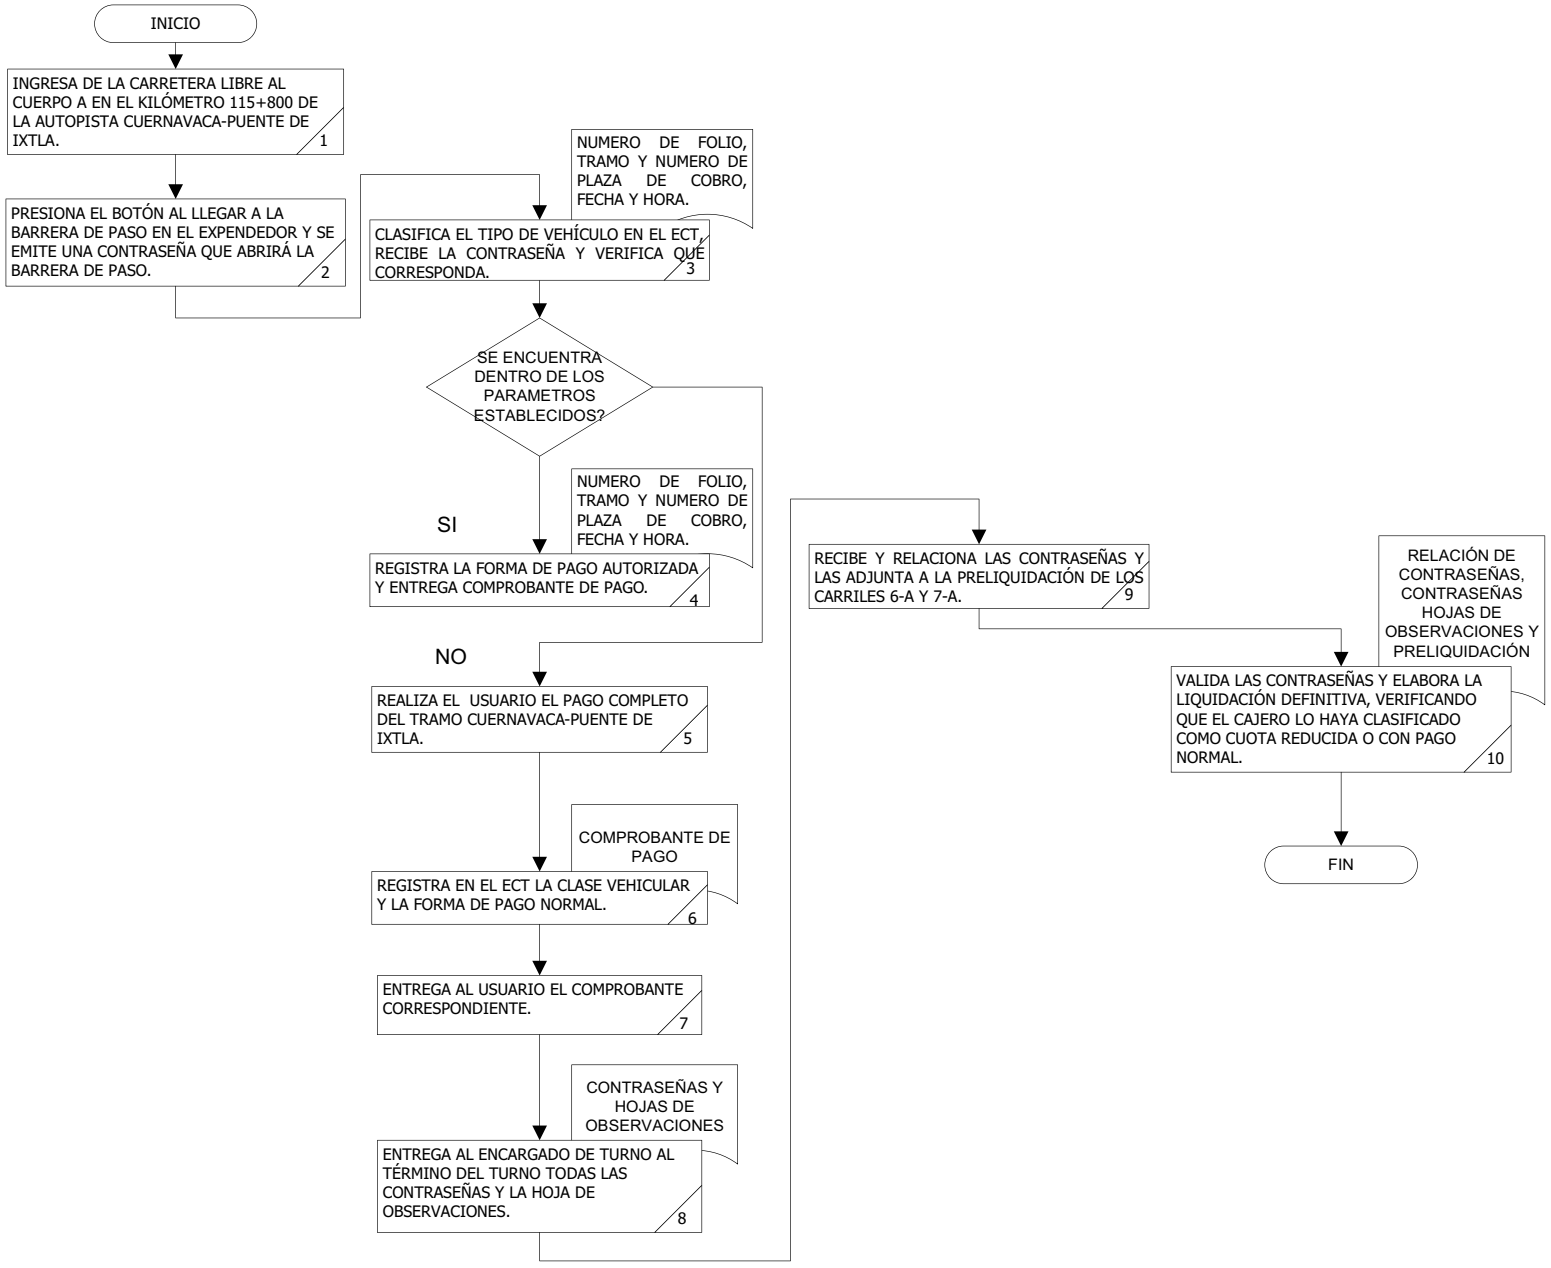 INICIO
INGRESA DE LA CARRETERA LIBRE AL
CUERPO A EN EL KILÓMETRO 115+800 DE
LA AUTOPISTA CUERNAVACA-PUENTE DE
IXTLA.
1
PRESIONA EL BOTÓN AL LLEGAR A LA
BARRERA DE PASO EN EL EXPENDEDOR Y SE
EMITE UNA CONTRASEÑA QUE ABRIRÁ LA
BARRERA DE PASO.
2
NUMERO DE FOLIO,
TRAMO Y NUMERO DE
PLAZA DE COBRO,
FECHA Y HORA.
CLASIFICA EL TIPO DE VEHÍCULO EN EL ECT,
RECIBE LA CONTRASEÑA Y VERIFICA QUE
CORRESPONDA.
3
SE ENCUENTRA
DENTRO DE LOS
PARAMETROS
ESTABLECIDOS?
SI
NUMERO DE FOLIO,
TRAMO Y NUMERO DE
PLAZA DE COBRO,
FECHA Y HORA.
REGISTRA LA FORMA DE PAGO AUTORIZADA
Y ENTREGA COMPROBANTE DE PAGO.
4
NO
REALIZA EL  USUARIO EL PAGO COMPLETO
DEL TRAMO CUERNAVACA-PUENTE DE
IXTLA.
5
COMPROBANTE DE
PAGO
REGISTRA EN EL ECT LA CLASE VEHICULAR
Y LA FORMA DE PAGO NORMAL.
6
ENTREGA AL USUARIO EL COMPROBANTE
CORRESPONDIENTE.
7
CONTRASEÑAS Y
HOJAS DE
OBSERVACIONES
ENTREGA AL ENCARGADO DE TURNO AL
TÉRMINO DEL TURNO TODAS LAS
CONTRASEÑAS Y LA HOJA DE
OBSERVACIONES.
8
RECIBE Y RELACIONA LAS CONTRASEÑAS Y
LAS ADJUNTA A LA PRELIQUIDACIÓN DE LOS
CARRILES 6-A Y 7-A.
9
RELACIÓN DE
CONTRASEÑAS,
CONTRASEÑAS
HOJAS DE
OBSERVACIONES Y
PRELIQUIDACIÓN
VALIDA LAS CONTRASEÑAS Y ELABORA LA
LIQUIDACIÓN DEFINITIVA, VERIFICANDO
QUE EL CAJERO LO HAYA CLASIFICADO
COMO CUOTA REDUCIDA O CON PAGO
NORMAL.
10
FIN